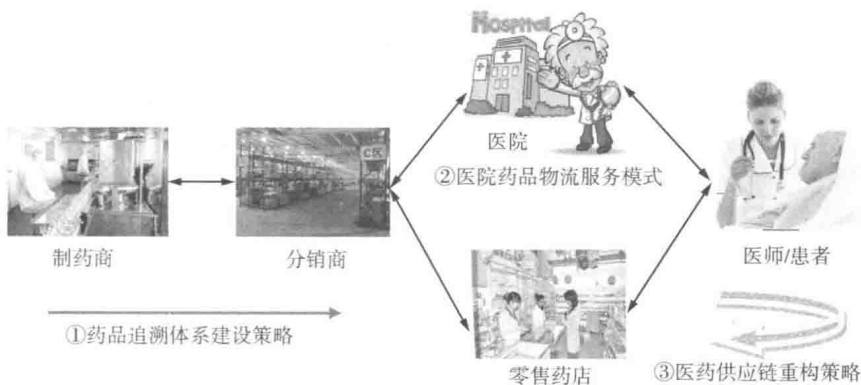 HOSPITAL
医院
②医院药品物流服务模式
制药商
分销商
医师/患者
①药品追溯体系建设策略
零售药店
③医药供应链重构策略